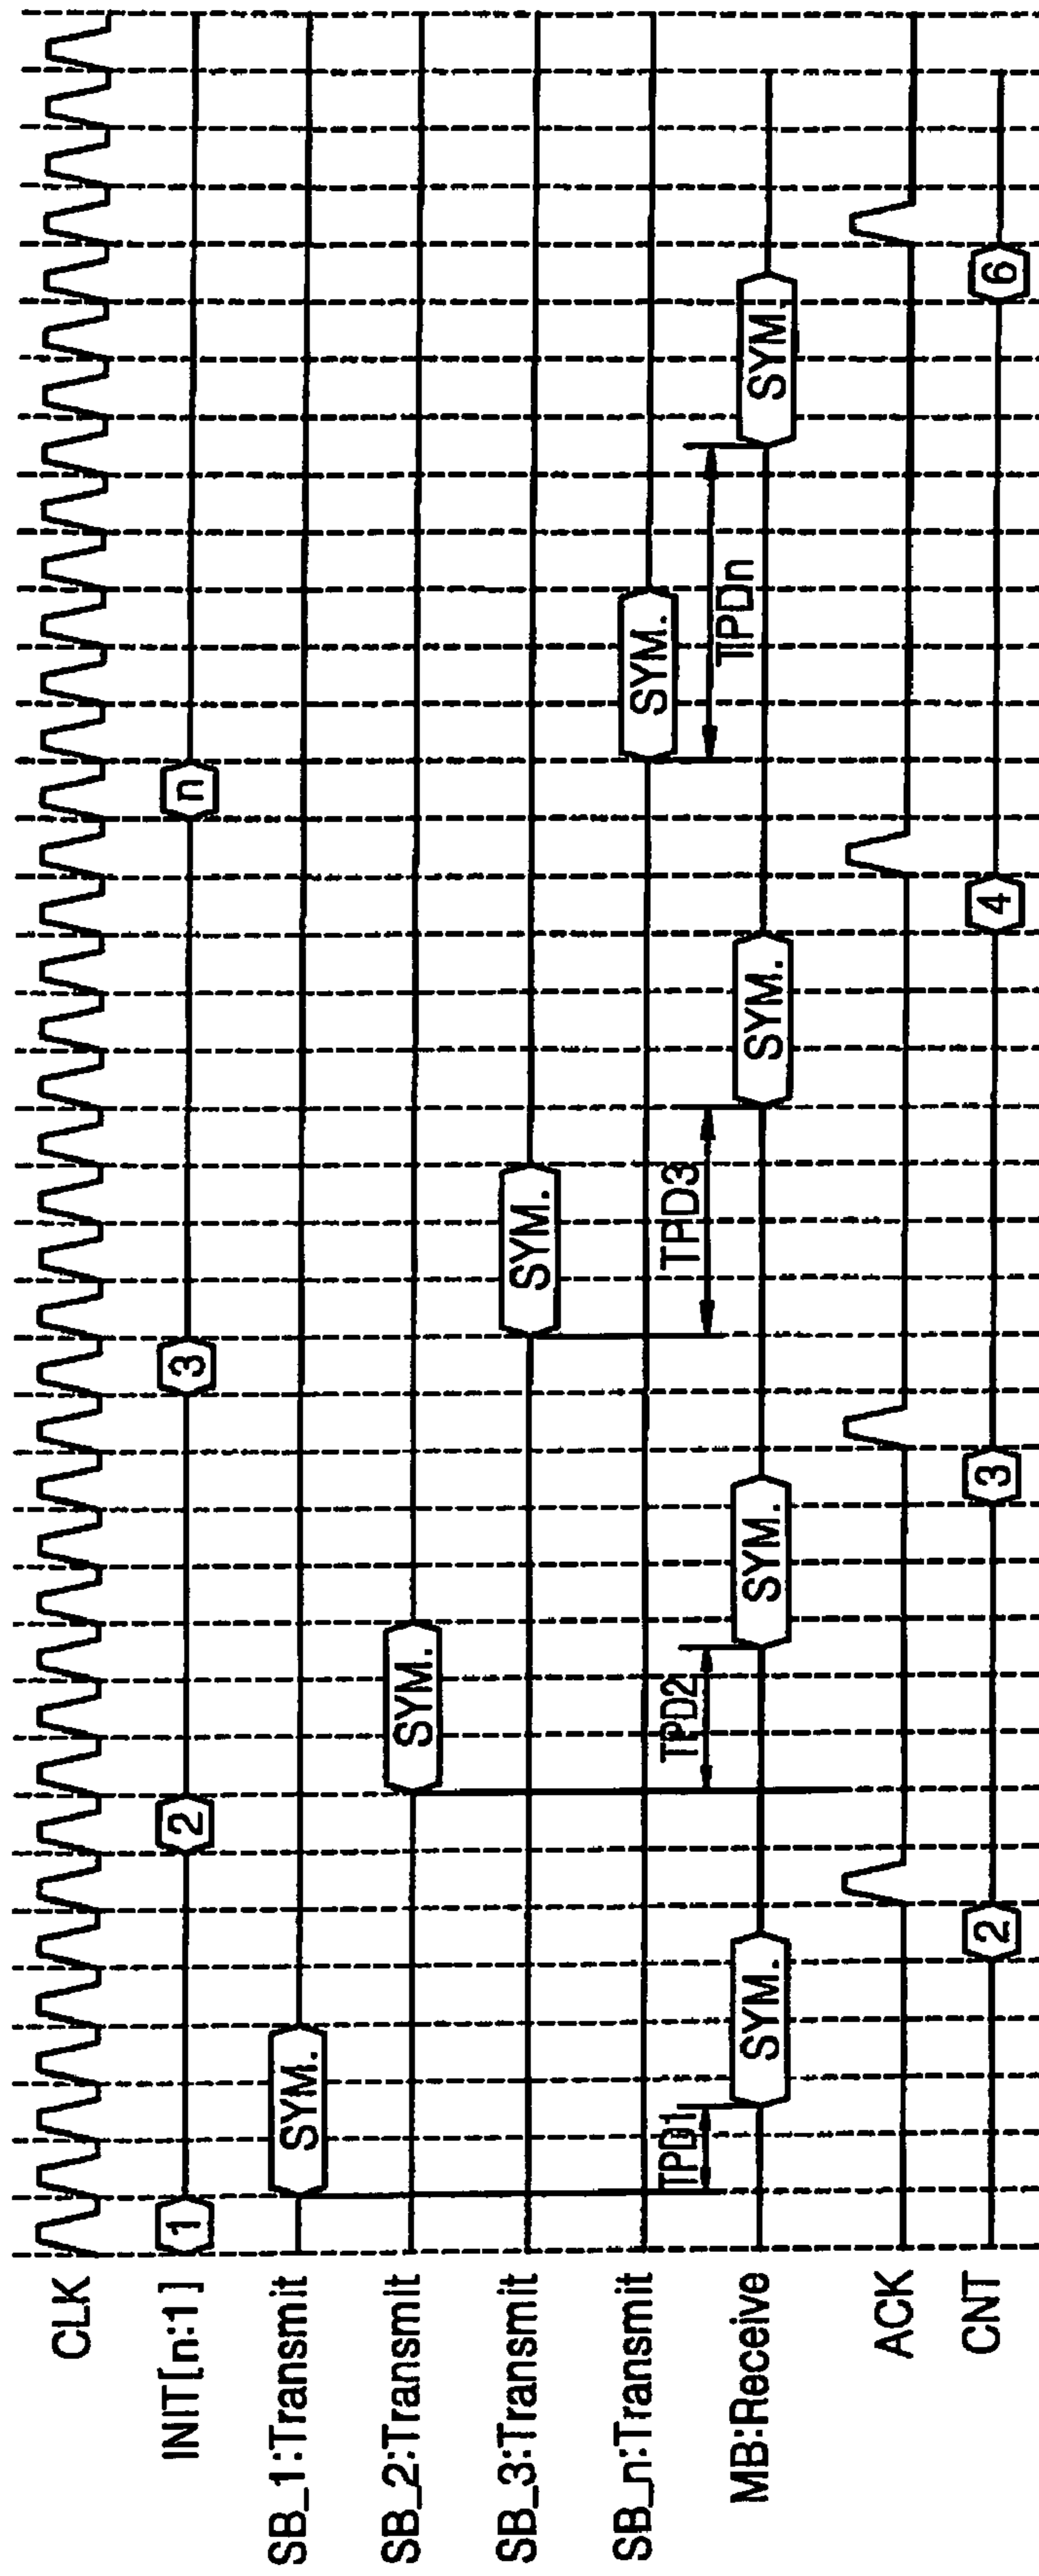 CLK
INIT[n:1] 1 2 3 n
SB_1:Transmit SYM.
SB_2:Transmit SYM.
SB_3:Transmit SYM.
SB_n:Transmit SYM.
TPD1 TPD2 TPD3 TPDn
MB:Receive SYM. SYM. SYM. SYM.
ACK
CNT 2 3 4 6